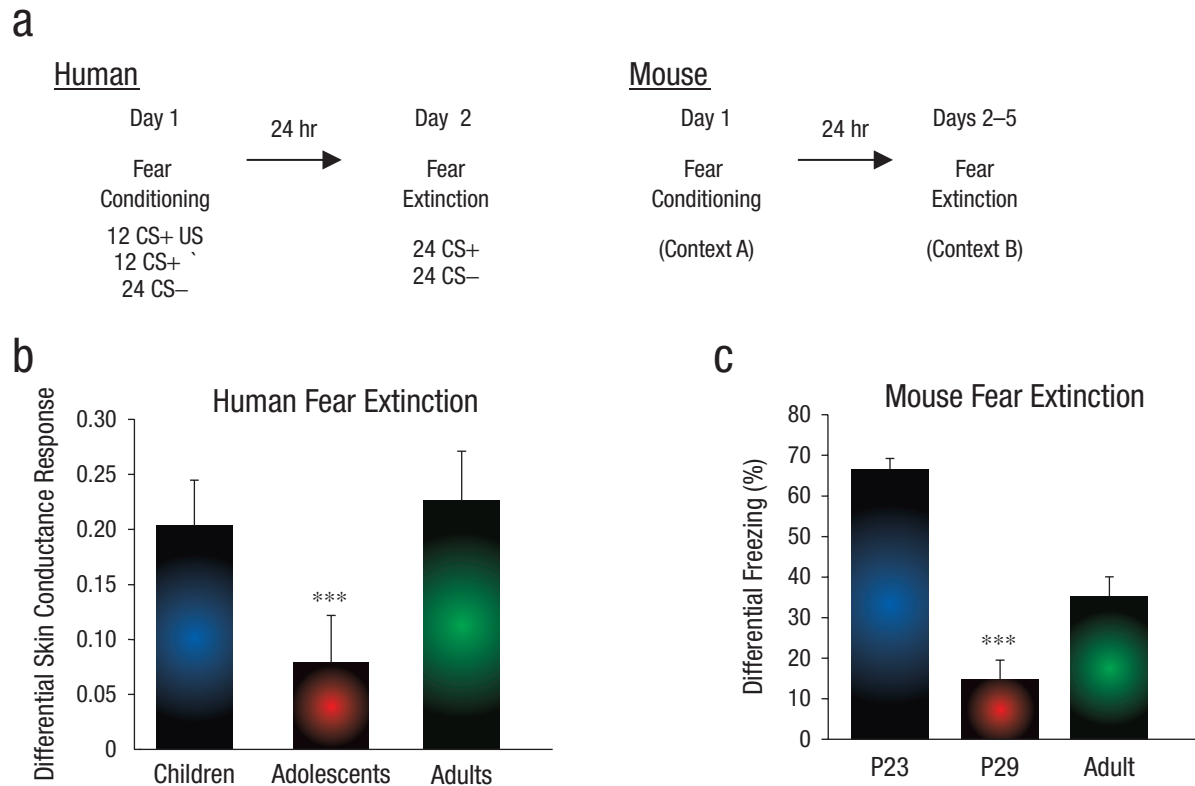 a
Human
Day 1
24 hr
Day 2
Fear
Conditioning
Fear
Extinction
12 CS+ US
12 CS+ `
24 CS–
24 CS+
24 CS–
Mouse
Day 1
24 hr
Days 2–5
Fear
Conditioning
Fear
Extinction
(Context A)
(Context B)
b
Human Fear Extinction
Differential Skin Conductance Response
0.30
0.25
0.20
0.15
0.10
0.05
0
***
Children
Adolescents
Adults
c
Mouse Fear Extinction
Differential Freezing (%)
80
70
60
50
40
30
20
10
0
***
P23
P29
Adult